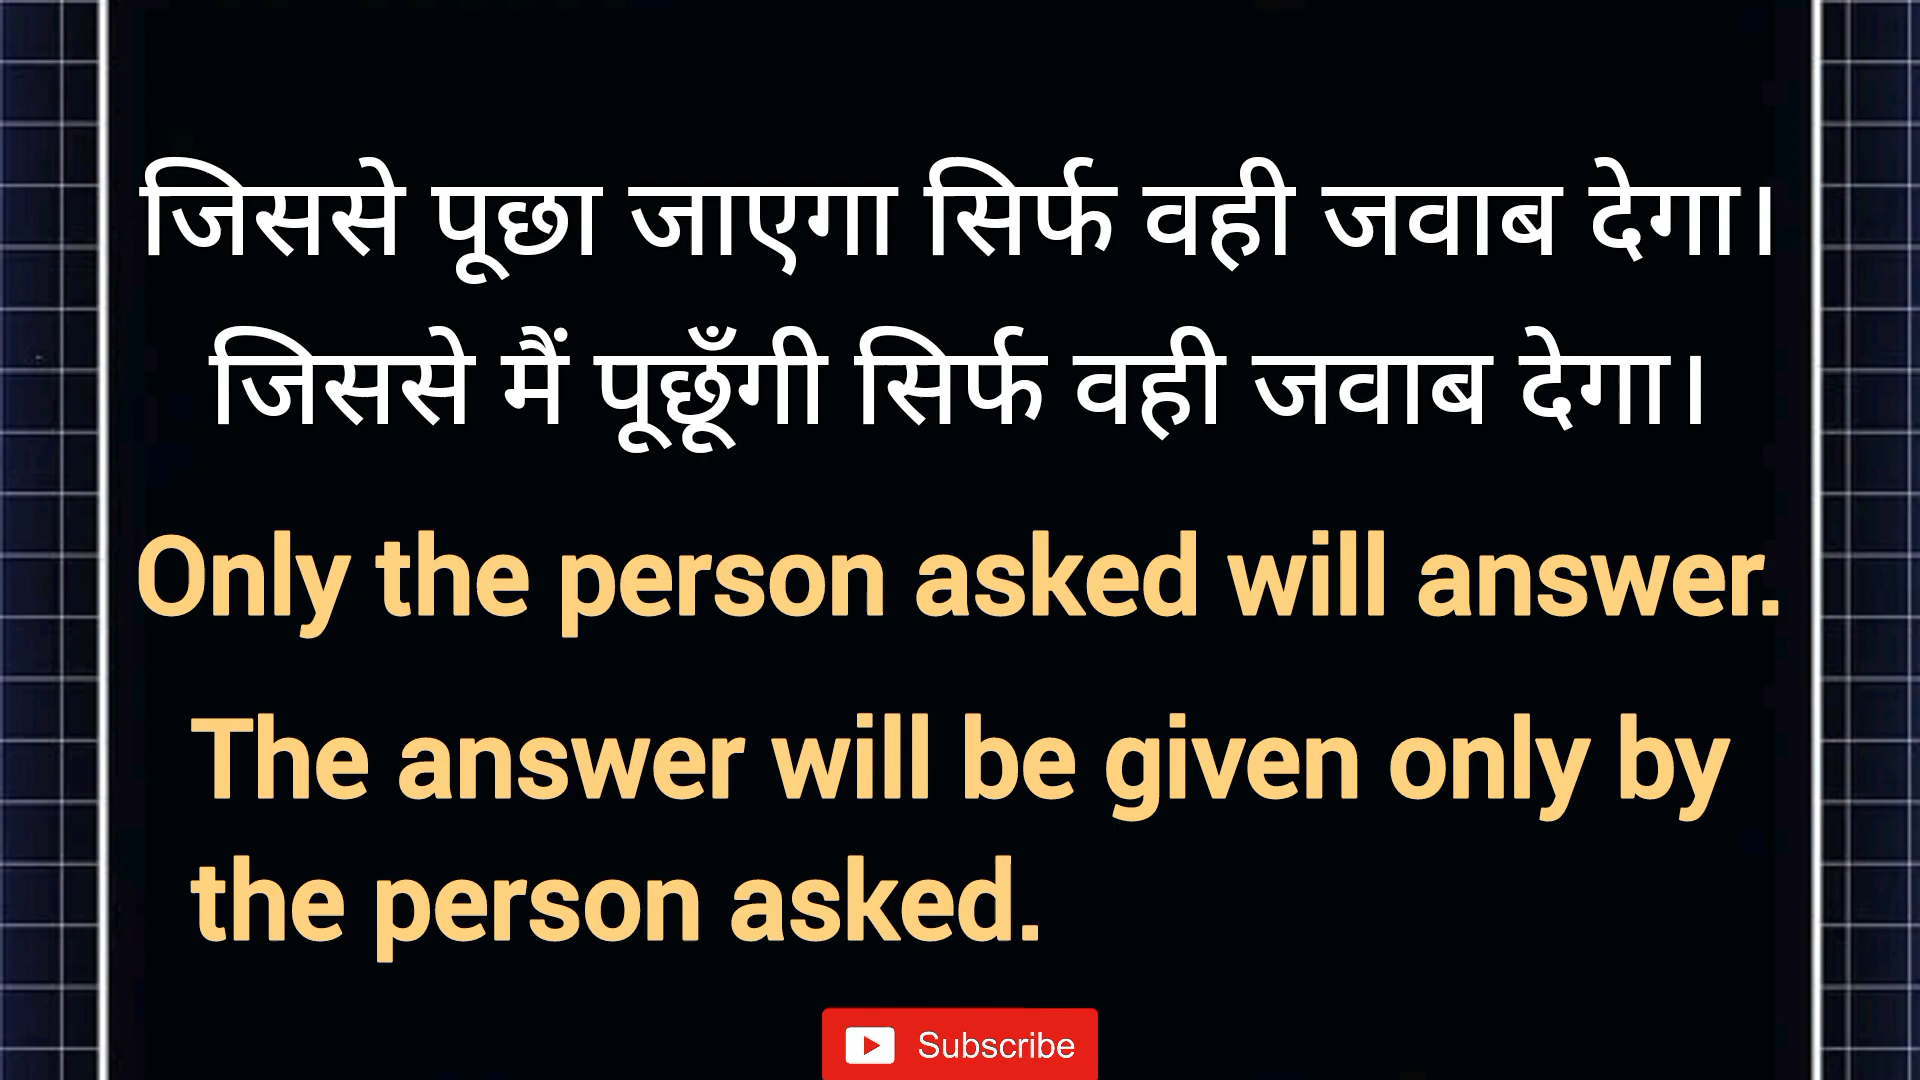 जिससे पूछा जाएगा सिर्फ वही जवाब देगा।
जिससे मैं पूछूँगी सिर्फ वही जवाब देगा।
Only the person asked will answer.
The answer will be given only by
the person asked.
Subscribe